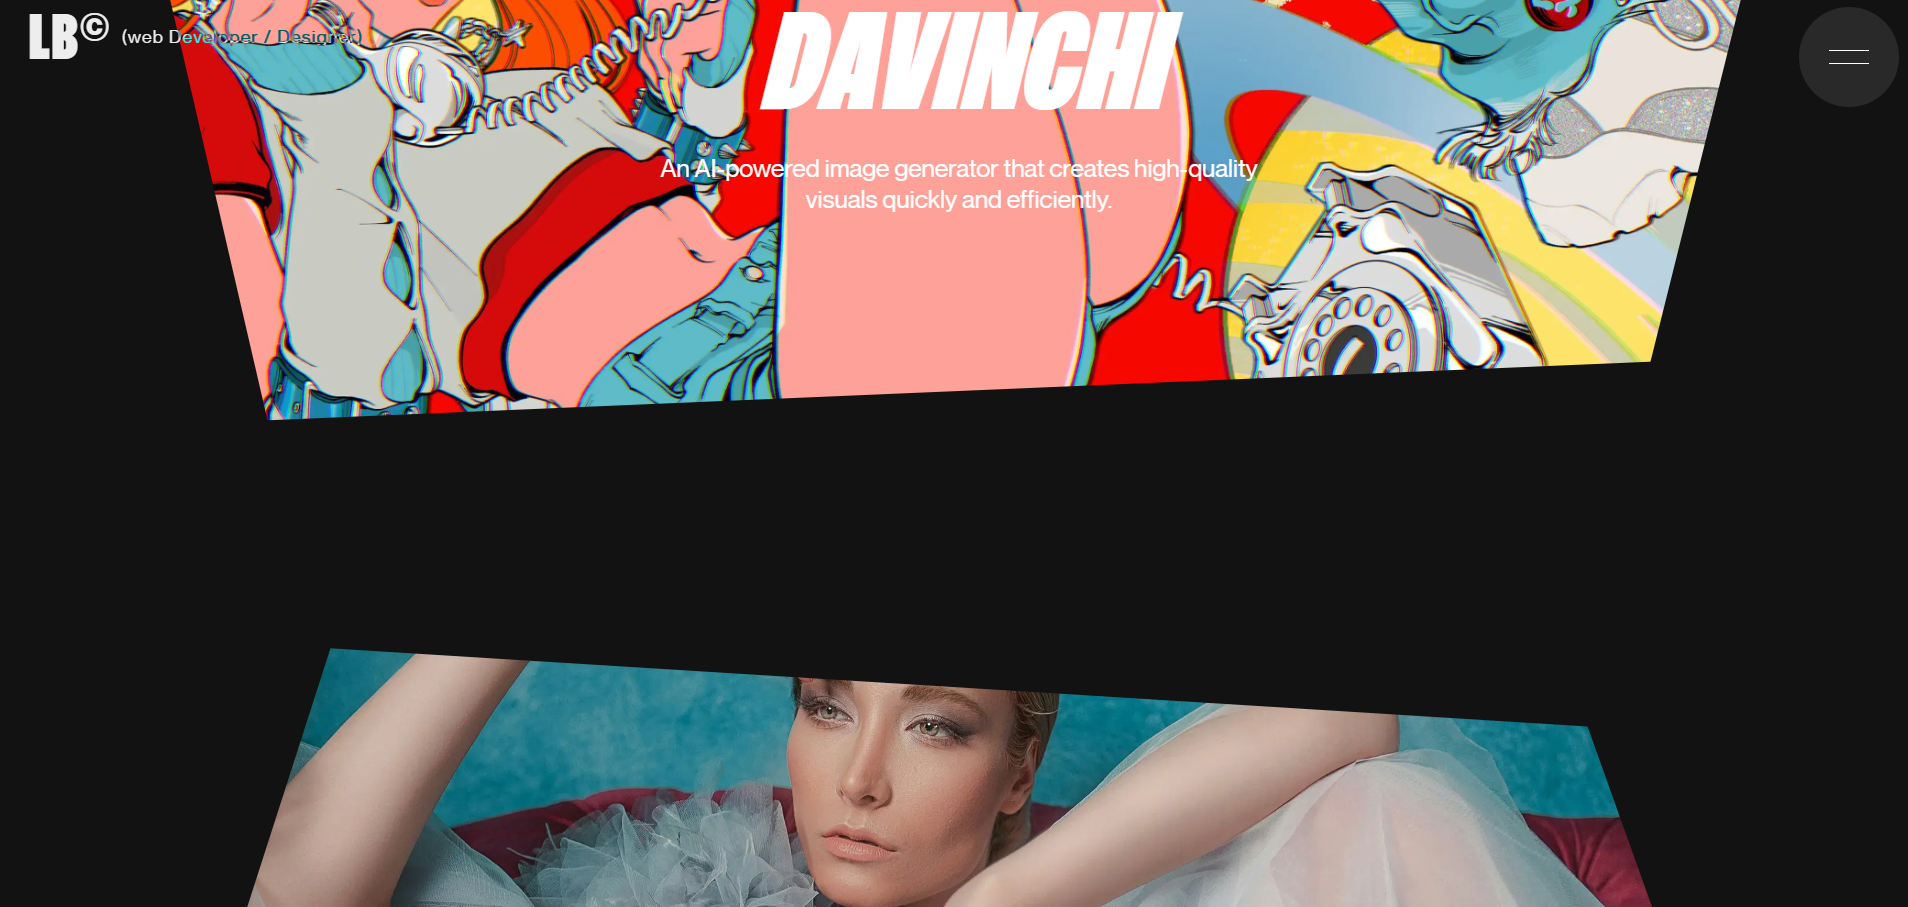 LB©
(web Developer / Designer)
DAVINCHI
An AI-powered image generator that creates high-quality
visuals quickly and efficiently.